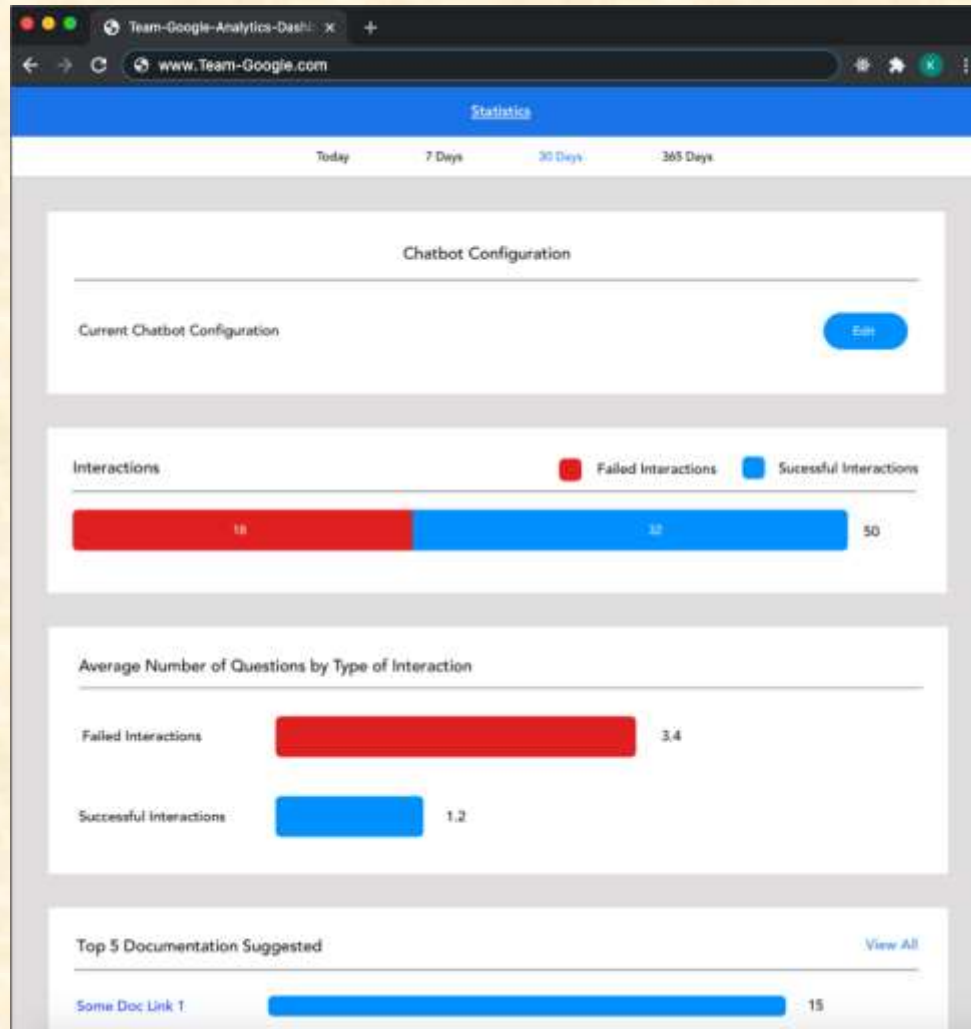 Team-Google-Analytics-Dashb
www.Team-Google.com
K
Statistics
Today 7 Days 30 Days 365 Days
Chatbot Configuration
Current Chatbot Configuration Edit
Interactions Failed Interactions Sucessful Interactions
18 32 50
Average Number of Questions by Type of Interaction
Failed Interactions 3.4
Successful Interactions 1.2
Top 5 Documentation Suggested View All
Some Doc Link 1 15